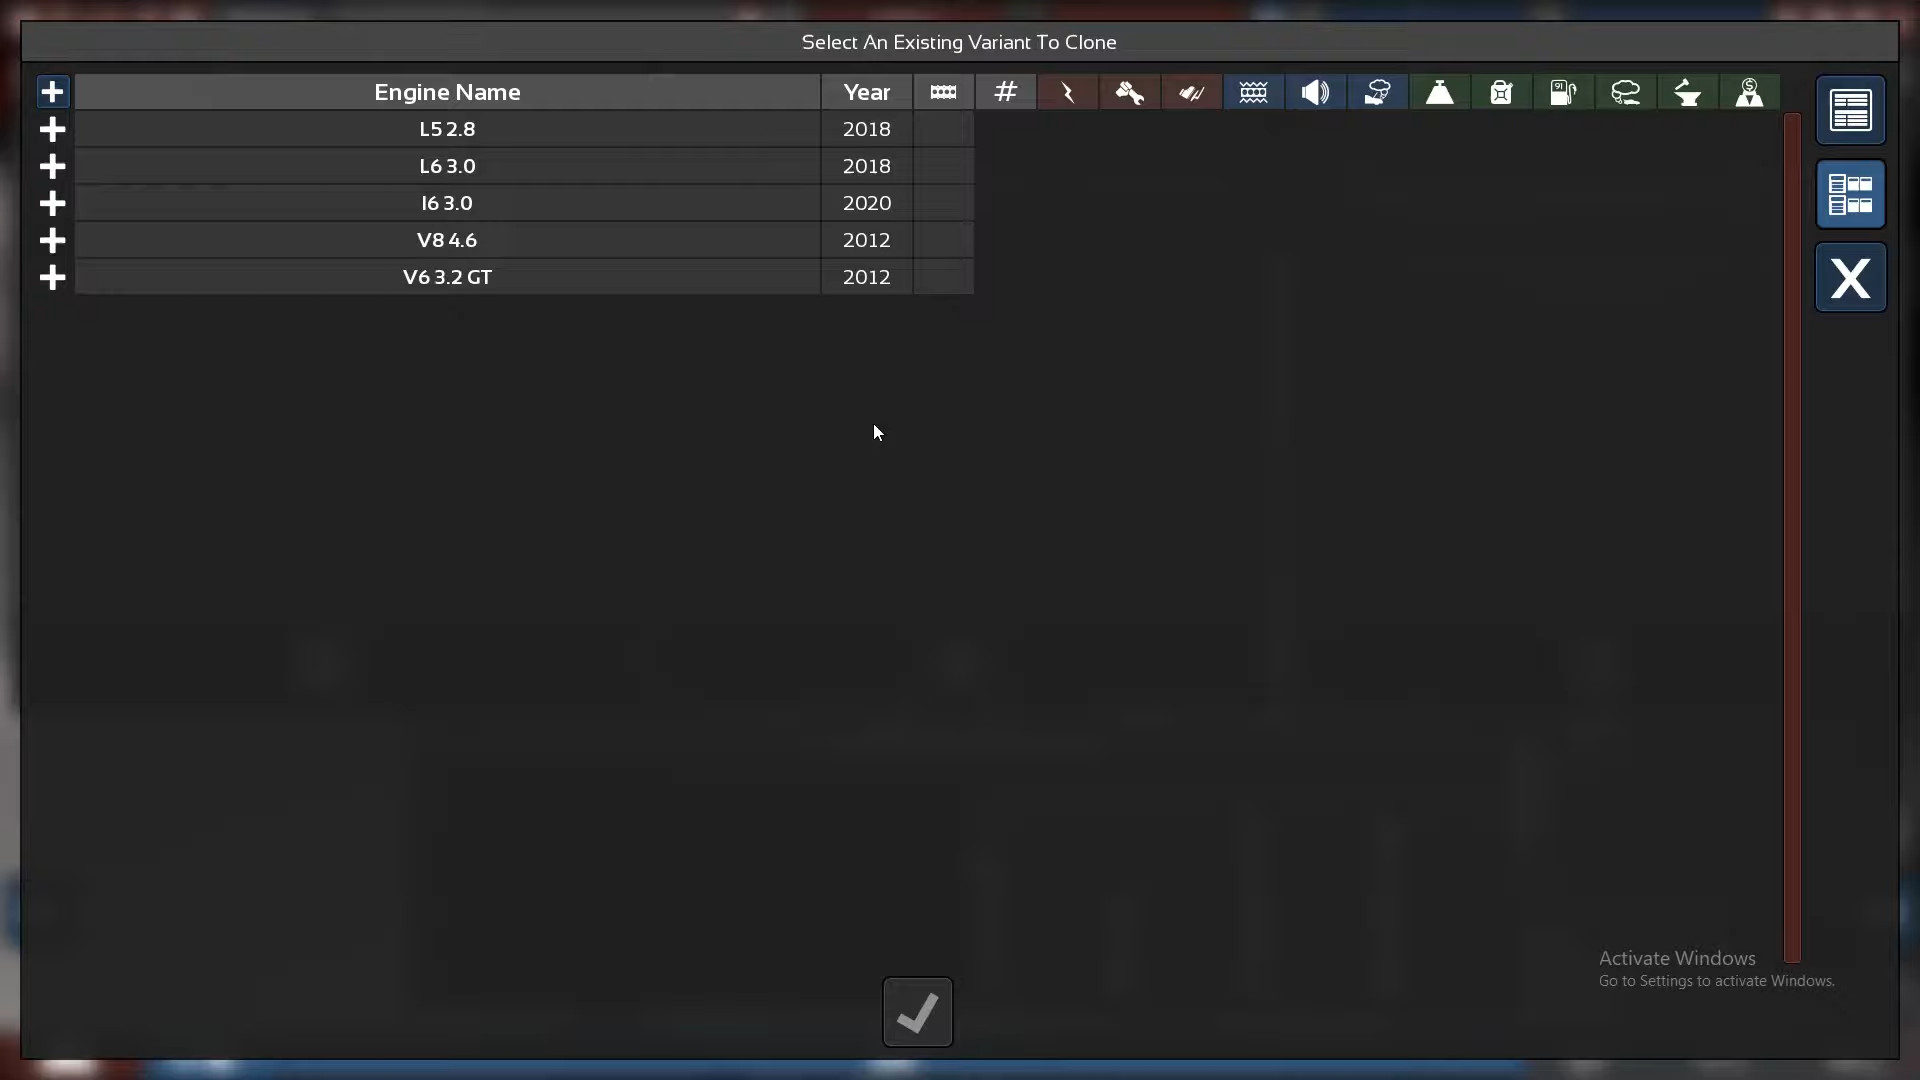 Select An Existing Variant To Clone
Engine Name Year #
L5 2.8 2018
L6 3.0 2018
I6 3.0 2020
V8 4.6 2012
V6 3.2 GT 2012
X
91
$
Activate Windows
Go to Settings to activate Windows.